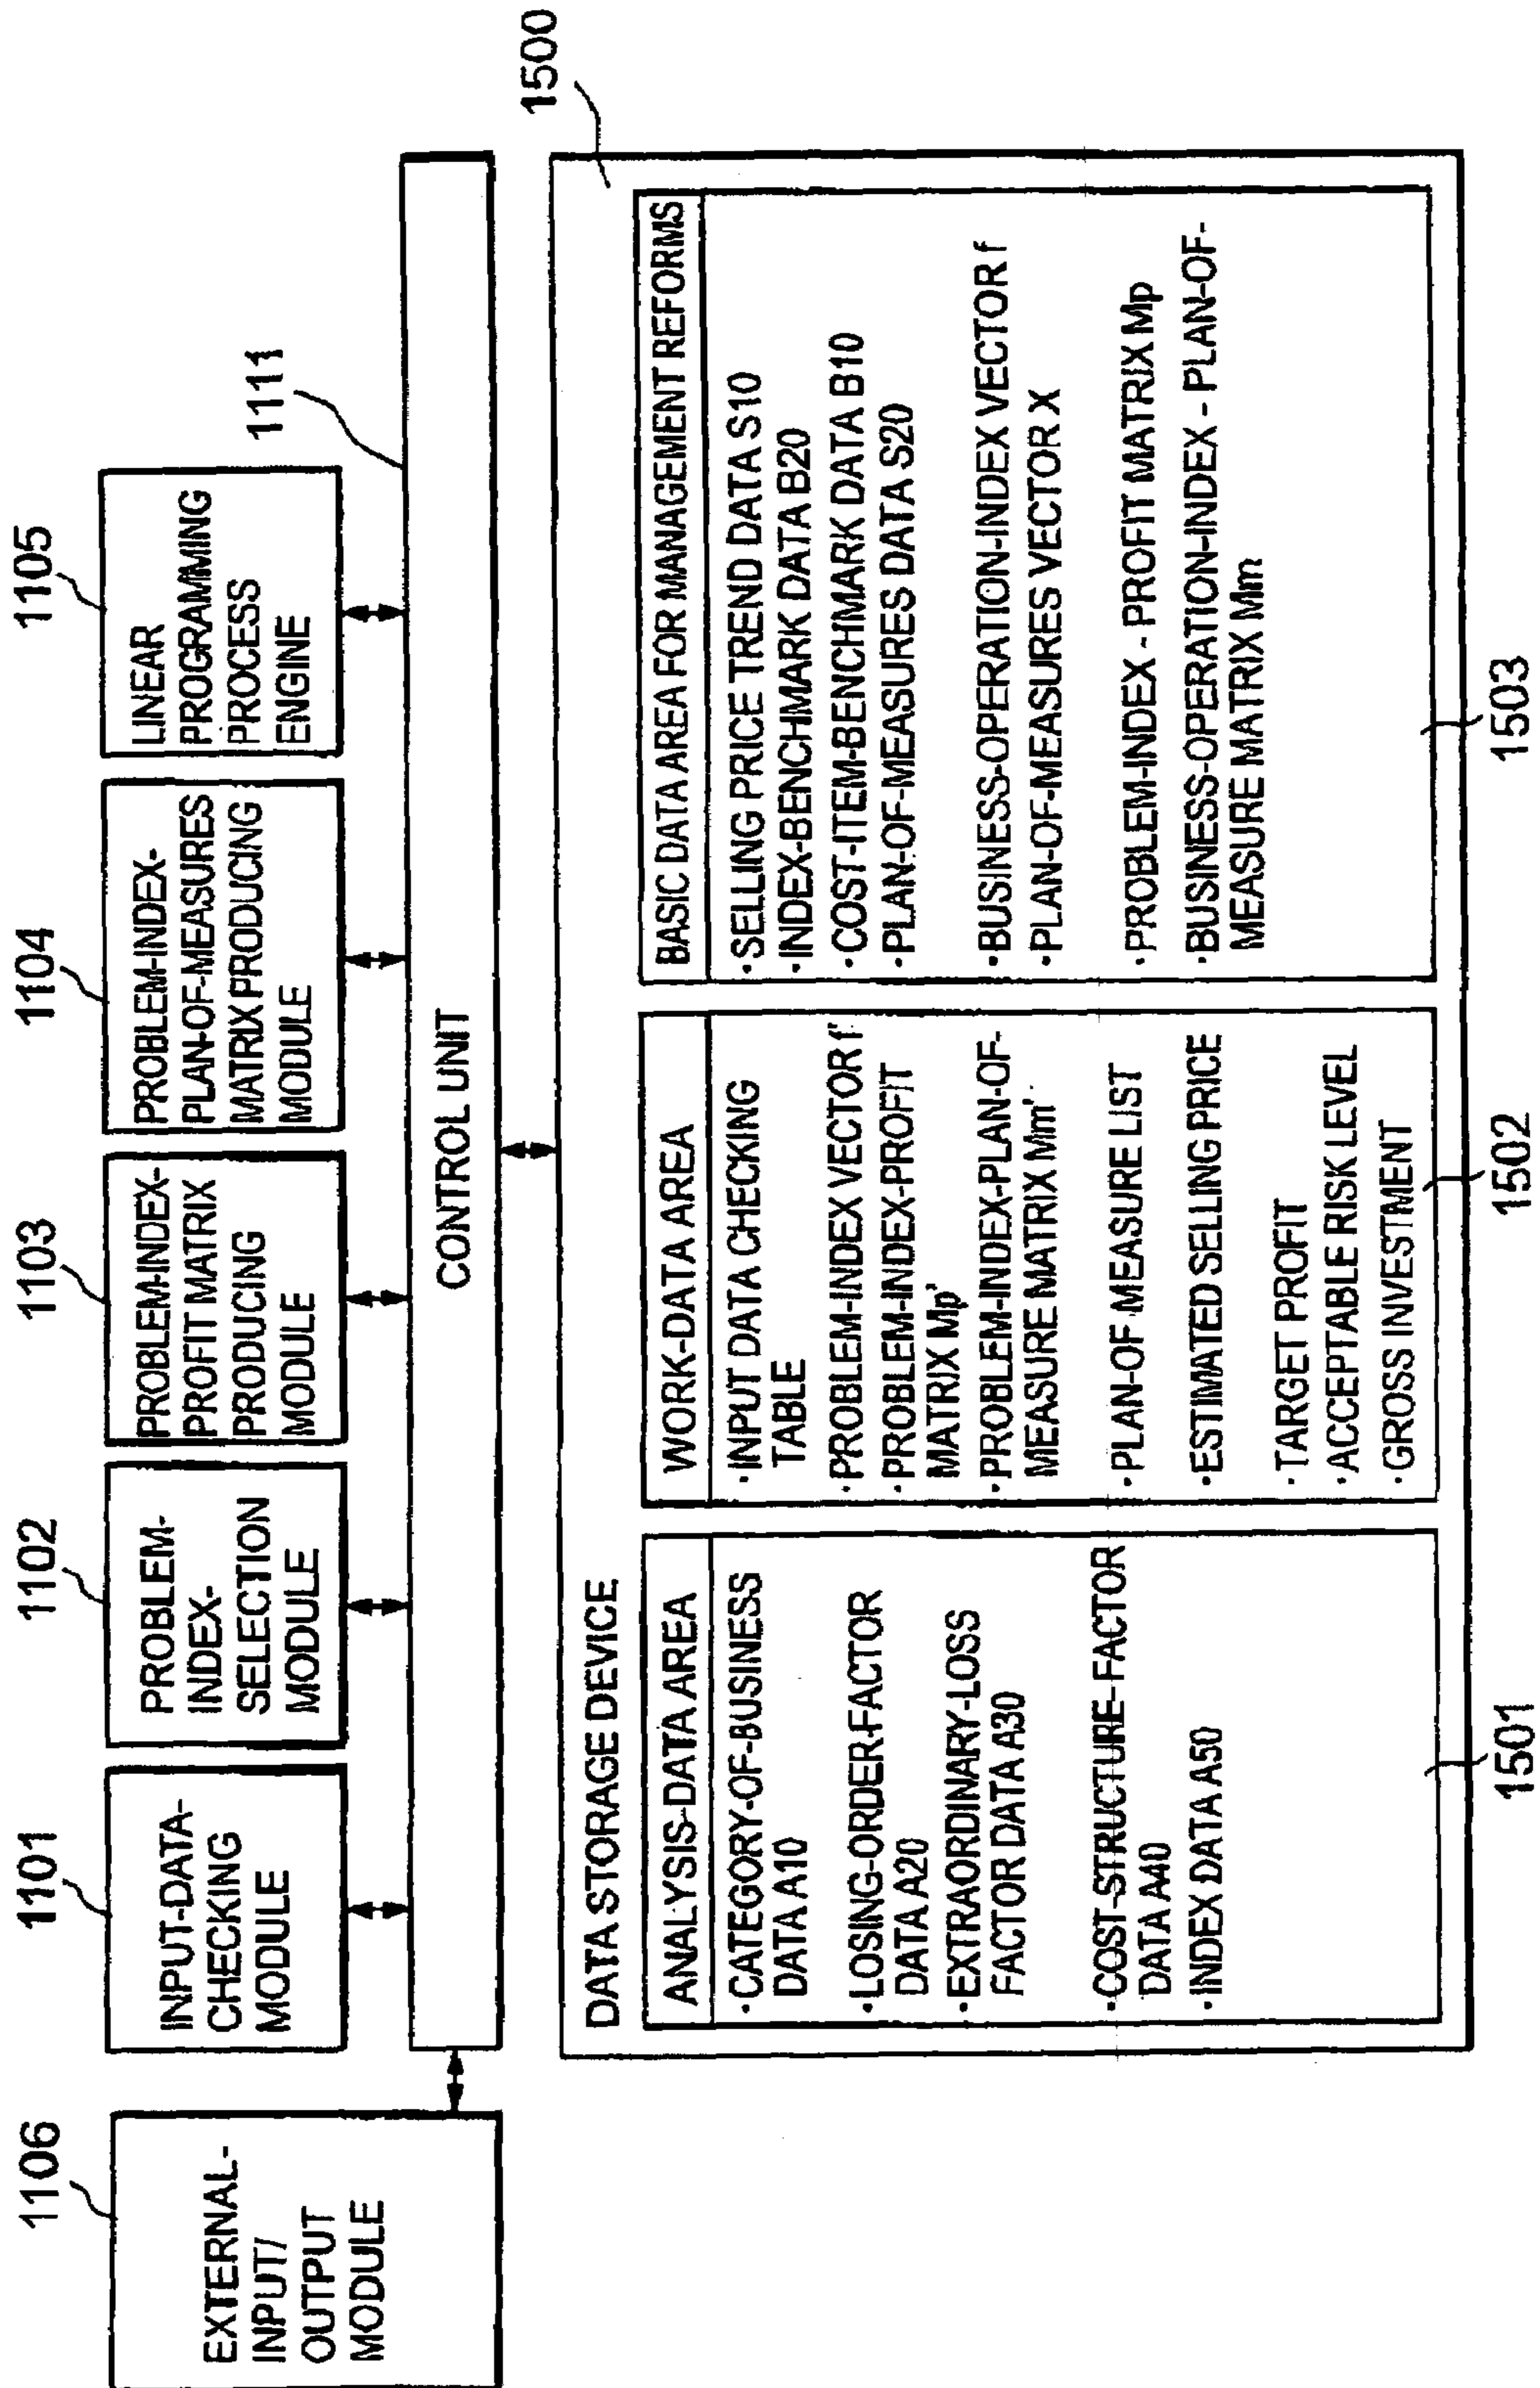 1106
EXTERNAL-
INPUT/
OUTPUT
MODULE
1101
INPUT-DATA-
CHECKING
MODULE
1102
PROBLEM-
INDEX-
SELECTION
MODULE
1103
PROBLEM-INDEX-
PROFIT MATRIX
PRODUCING
MODULE
1104
PROBLEM-INDEX-
PLAN-OF-MEASURES
MATRIX PRODUCING
MODULE
1105
LINEAR
PROGRAMMING
PROCESS
ENGINE
1111
CONTROL UNIT
1500
DATA STORAGE DEVICE
ANALYSIS-DATA AREA
·CATEGORY-OF-BUSINESS
DATA A10
·LOSING-ORDER-FACTOR
DATA A20
·EXTRAORDINARY-LOSS
FACTOR DATA A30
·COST-STRUCTURE-FACTOR
DATA A40
·INDEX DATA A50
1501
WORK-DATA AREA
·INPUT DATA CHECKING
TABLE
·PROBLEM-INDEX VECTOR f'
·PROBLEM-INDEX-PROFIT
MATRIX Mp'
·PROBLEM-INDEX-PLAN-OF-
MEASURE MATRIX Mm'
·PLAN-OF-MEASURE LIST
·ESTIMATED SELLING PRICE
·TARGET PROFIT
·ACCEPTABLE RISK LEVEL
·GROSS INVESTMENT
1502
BASIC DATA AREA FOR MANAGEMENT REFORMS
·SELLING PRICE TREND DATA S10
·INDEX-BENCHMARK DATA B20
·COST-ITEM-BENCHMARK DATA B10
·PLAN-OF-MEASURES DATA S20
·BUSINESS-OPERATION-INDEX VECTOR f
·PLAN-OF-MEASURES VECTOR X
·PROBLEM-INDEX - PROFIT MATRIX Mp
·BUSINESS-OPERATION-INDEX - PLAN-OF-
MEASURE MATRIX Mm
1503